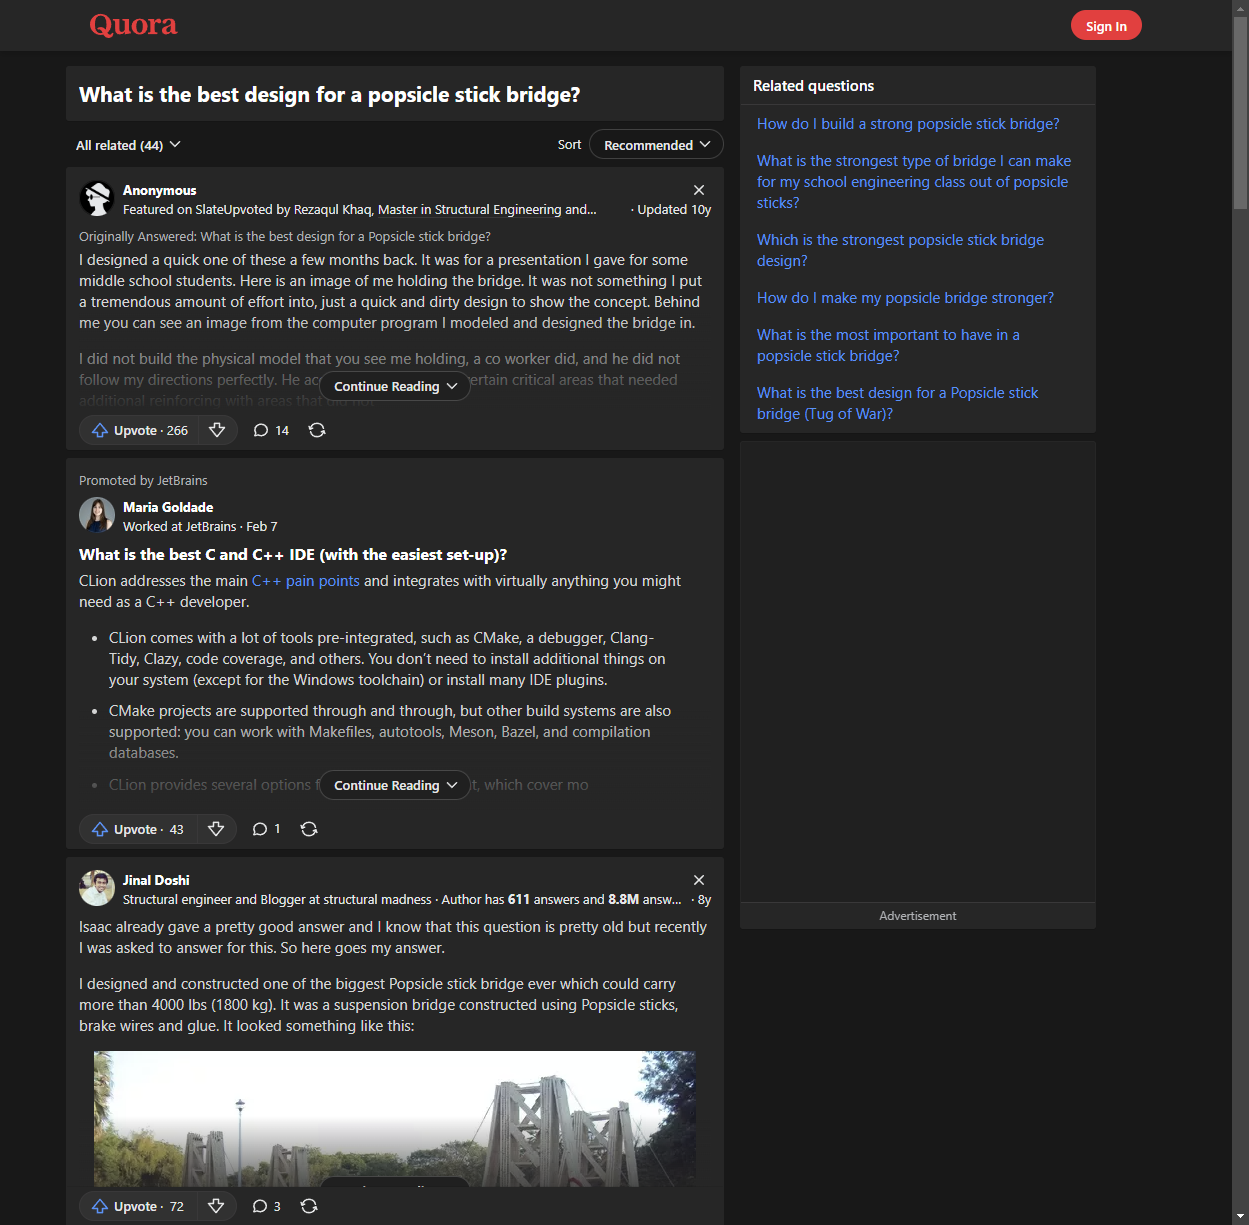 Quora
Sign In
What is the best design for a popsicle stick bridge?
All related (44)
Sort
Recommended
Anonymous
Featured on SlateUpvoted by Rezaqul Khaq, Master in Structural Engineering and... · Updated 10y
Originally Answered: What is the best design for a Popsicle stick bridge?
I designed a quick one of these a few months back. It was for a presentation I gave for some
middle school students. Here is an image of me holding the bridge. It was not something I put
a tremendous amount of effort into, just a quick and dirty design to show the concept. Behind
me you can see an image from the computer program I modeled and designed the bridge in.
I did not build the physical model that you see me holding, a co worker did, and he did not
follow my directions perfectly. He
critical areas that needed
Continue Reading
additional reinforcing with areas that did not
Upvote · 266
14
Promoted by JetBrains
Maria Goldade
Worked at JetBrains · Feb 7
What is the best C and C++ IDE (with the easiest set-up)?
CLion addresses the main C++ pain points and integrates with virtually anything you might
need as a C++ developer.
• CLion comes with a lot of tools pre-integrated, such as CMake, a debugger, Clang-
Tidy, Clazy, code coverage, and others. You don’t need to install additional things on
your system (except for the Windows toolchain) or install many IDE plugins.
• CMake projects are supported through and through, but other build systems are also
supported: you can work with Makefiles, autotools, Meson, Bazel, and compilation
databases.
• CLion provides several options
, which cover mo
Continue Reading
Upvote · 43
1
Jinal Doshi
Structural engineer and Blogger at structural madness · Author has 611 answers and 8.8M answ... · 8y
Isaac already gave a pretty good answer and I know that this question is pretty old but recently
I was asked to answer for this. So here goes my answer.
I designed and constructed one of the biggest Popsicle stick bridge ever which could carry
more than 4000 lbs (1800 kg). It was a suspension bridge constructed using Popsicle sticks,
brake wires and glue. It looked something like this:
Upvote · 72
3
Related questions
How do I build a strong popsicle stick bridge?
What is the strongest type of bridge I can make
for my school engineering class out of popsicle
sticks?
Which is the strongest popsicle stick bridge
design?
How do I make my popsicle bridge stronger?
What is the most important to have in a
popsicle stick bridge?
What is the best design for a Popsicle stick
bridge (Tug of War)?
Advertisement